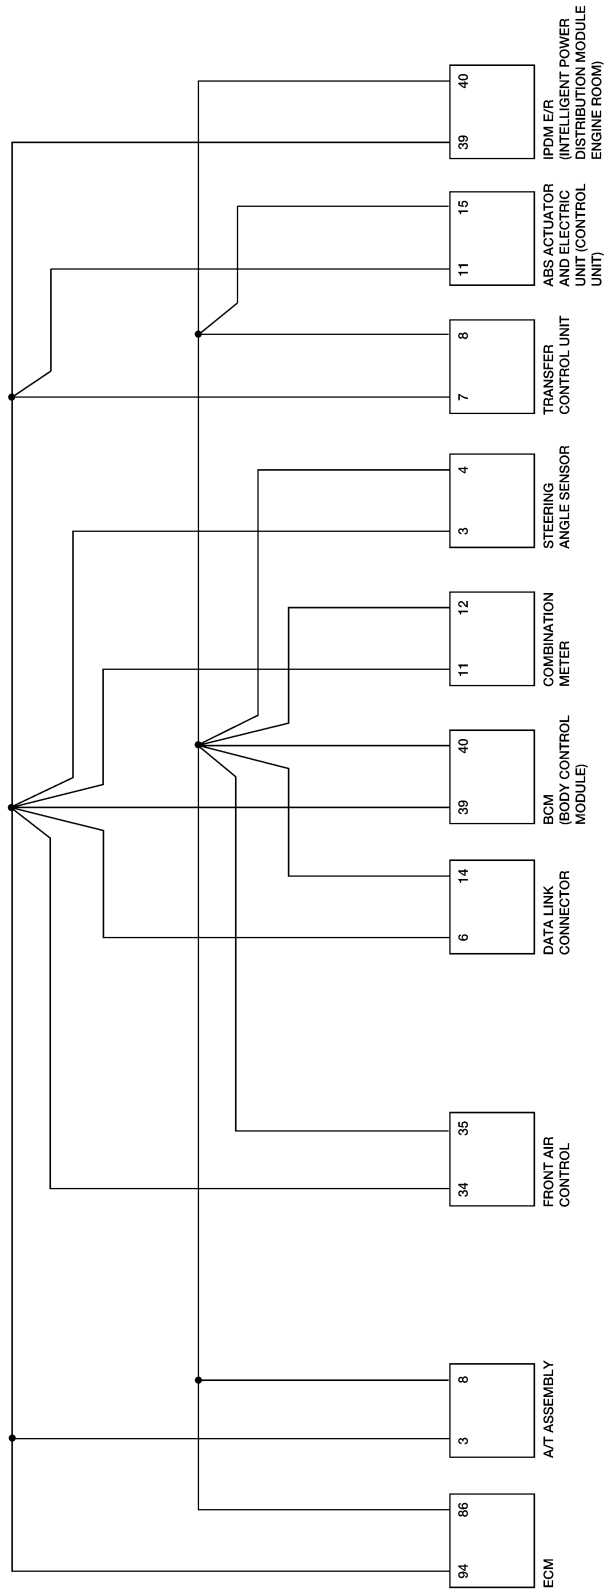 94 86
ECM
3 8
A/T ASSEMBLY
34 35
FRONT AIR
CONTROL
6 14
DATA LINK
CONNECTOR
39 40
BCM
(BODY CONTROL
MODULE)
11 12
COMBINATION
METER
3 4
STEERING
ANGLE SENSOR
7 8
TRANSFER
CONTROL UNIT
11 15
ABS ACTUATOR
AND ELECTRIC
UNIT (CONTROL
UNIT)
39 40
IPDM E/R
(INTELLIGENT POWER
DISTRIBUTION MODULE
ENGINE ROOM)